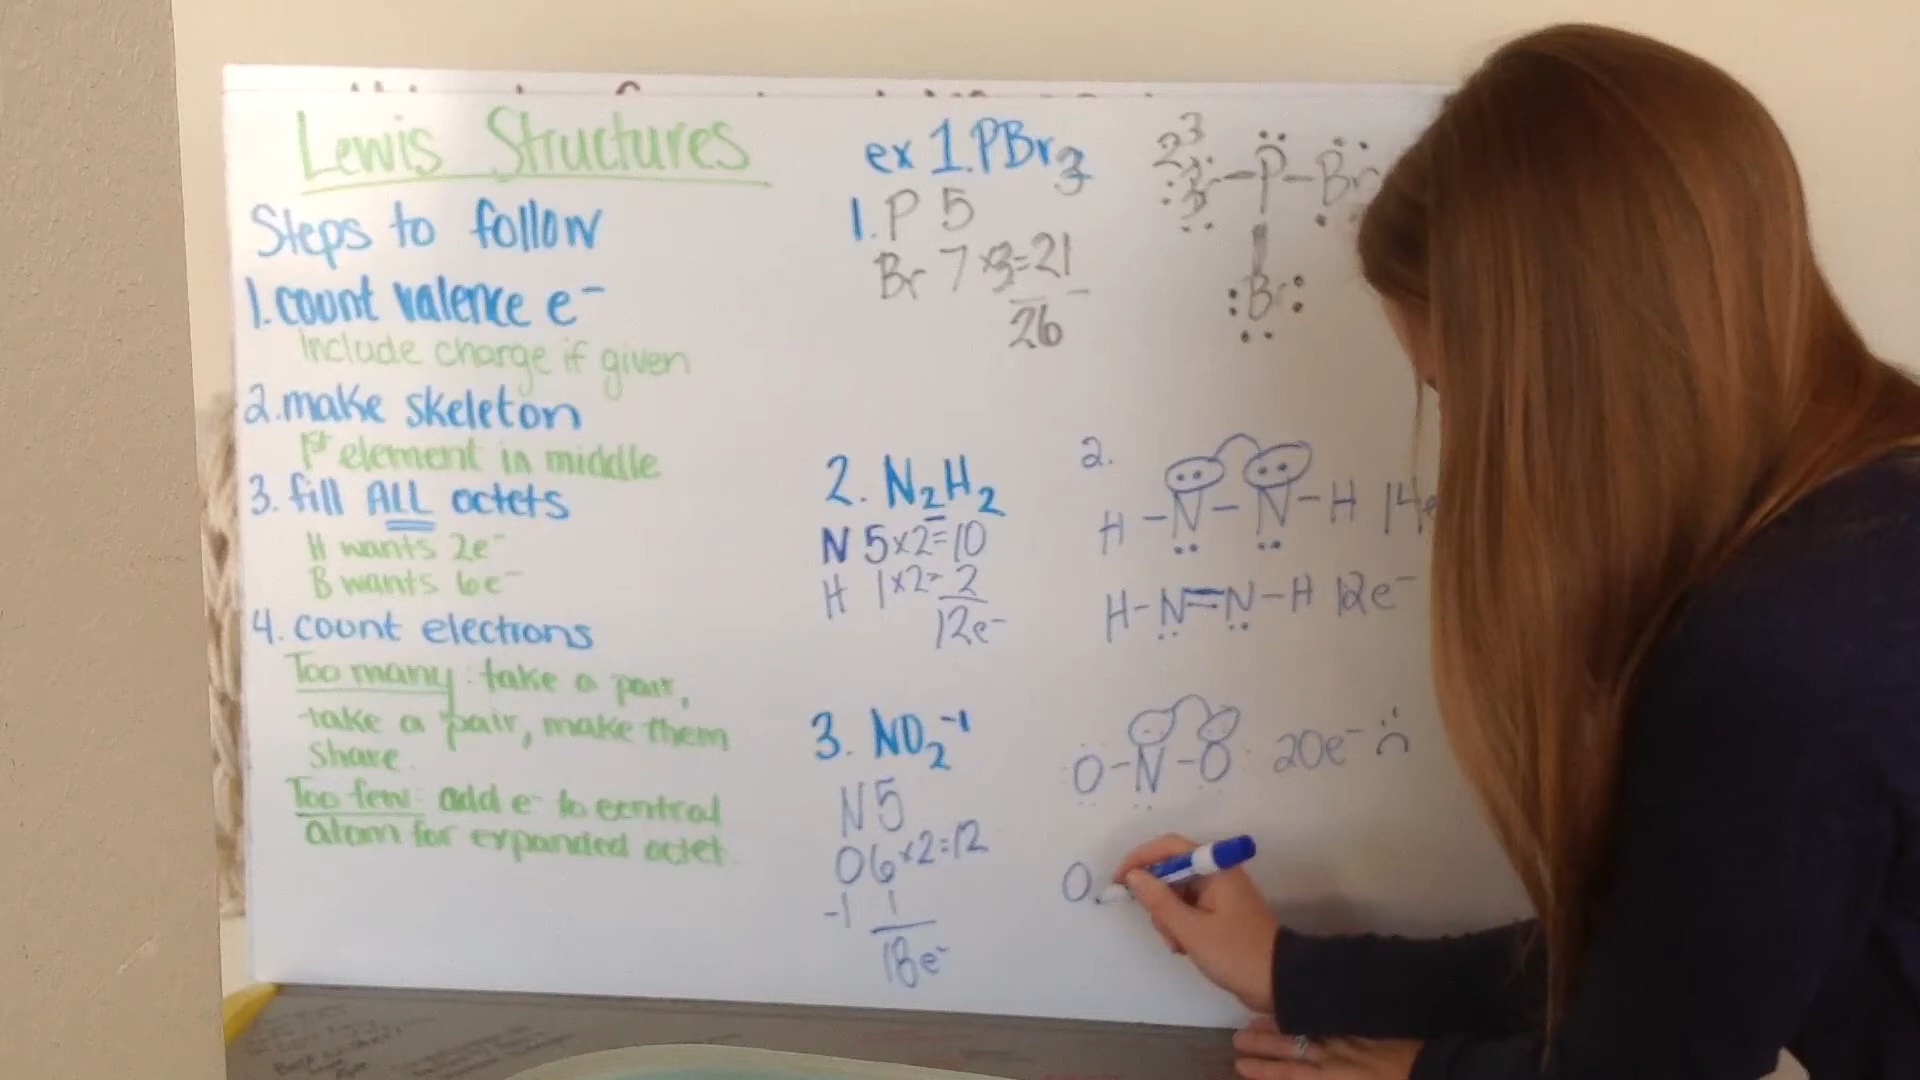 Lewis Structures
Steps to follow
1. count valence e⁻
Include charge if given
2. make skeleton
1st element in middle
3. fill ALL octets
H wants 2e⁻
B wants 6e⁻
4. count electrons
Too many: take a pair,
take a pair, make them
share.
Too few: add e⁻ to central
atom for expanded octet
ex 1. PBr₃
1. P 5
Br 7×3=21
26
23
Br-P-Br
Br
2. N₂H₂
N 5×2=10
H 1×2=2
12e⁻
2.
H-N-N-H 14e
H-N=N-H 12e⁻
3. NO₂⁻¹
N 5
O 6×2=12
-1 1
18e⁻
O-N-O 20e⁻
O